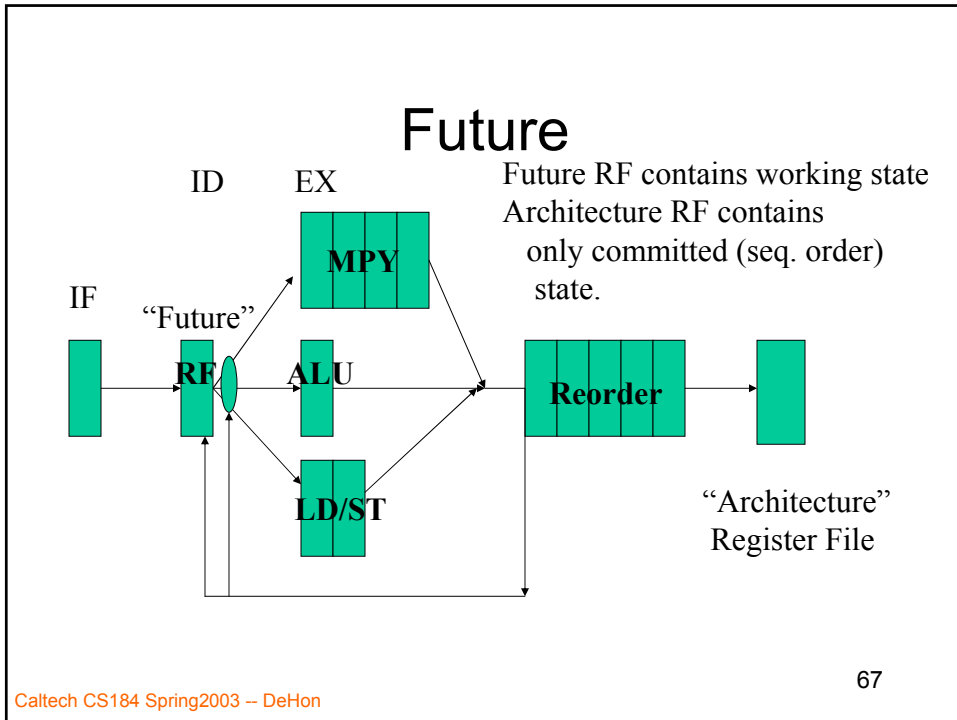 Future
ID
EX
Future RF contains working state
Architecture RF contains
only committed (seq. order)
state.
MPY
IF
“Future”
RF
ALU
Reorder
LD/ST
“Architecture”
Register File
67
Caltech CS184 Spring2003 -- DeHon